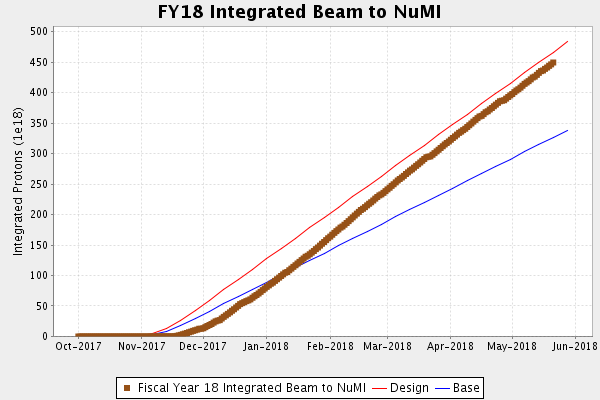 FY18 Integrated Beam to NuMI
Integrated Protons (1e18)
500
450
400
350
300
250
200
150
100
50
0
Oct-2017 Nov-2017 Dec-2017 Jan-2018 Feb-2018 Mar-2018 Apr-2018 May-2018 Jun-2018
Fiscal Year 18 Integrated Beam to NuMI Design Base